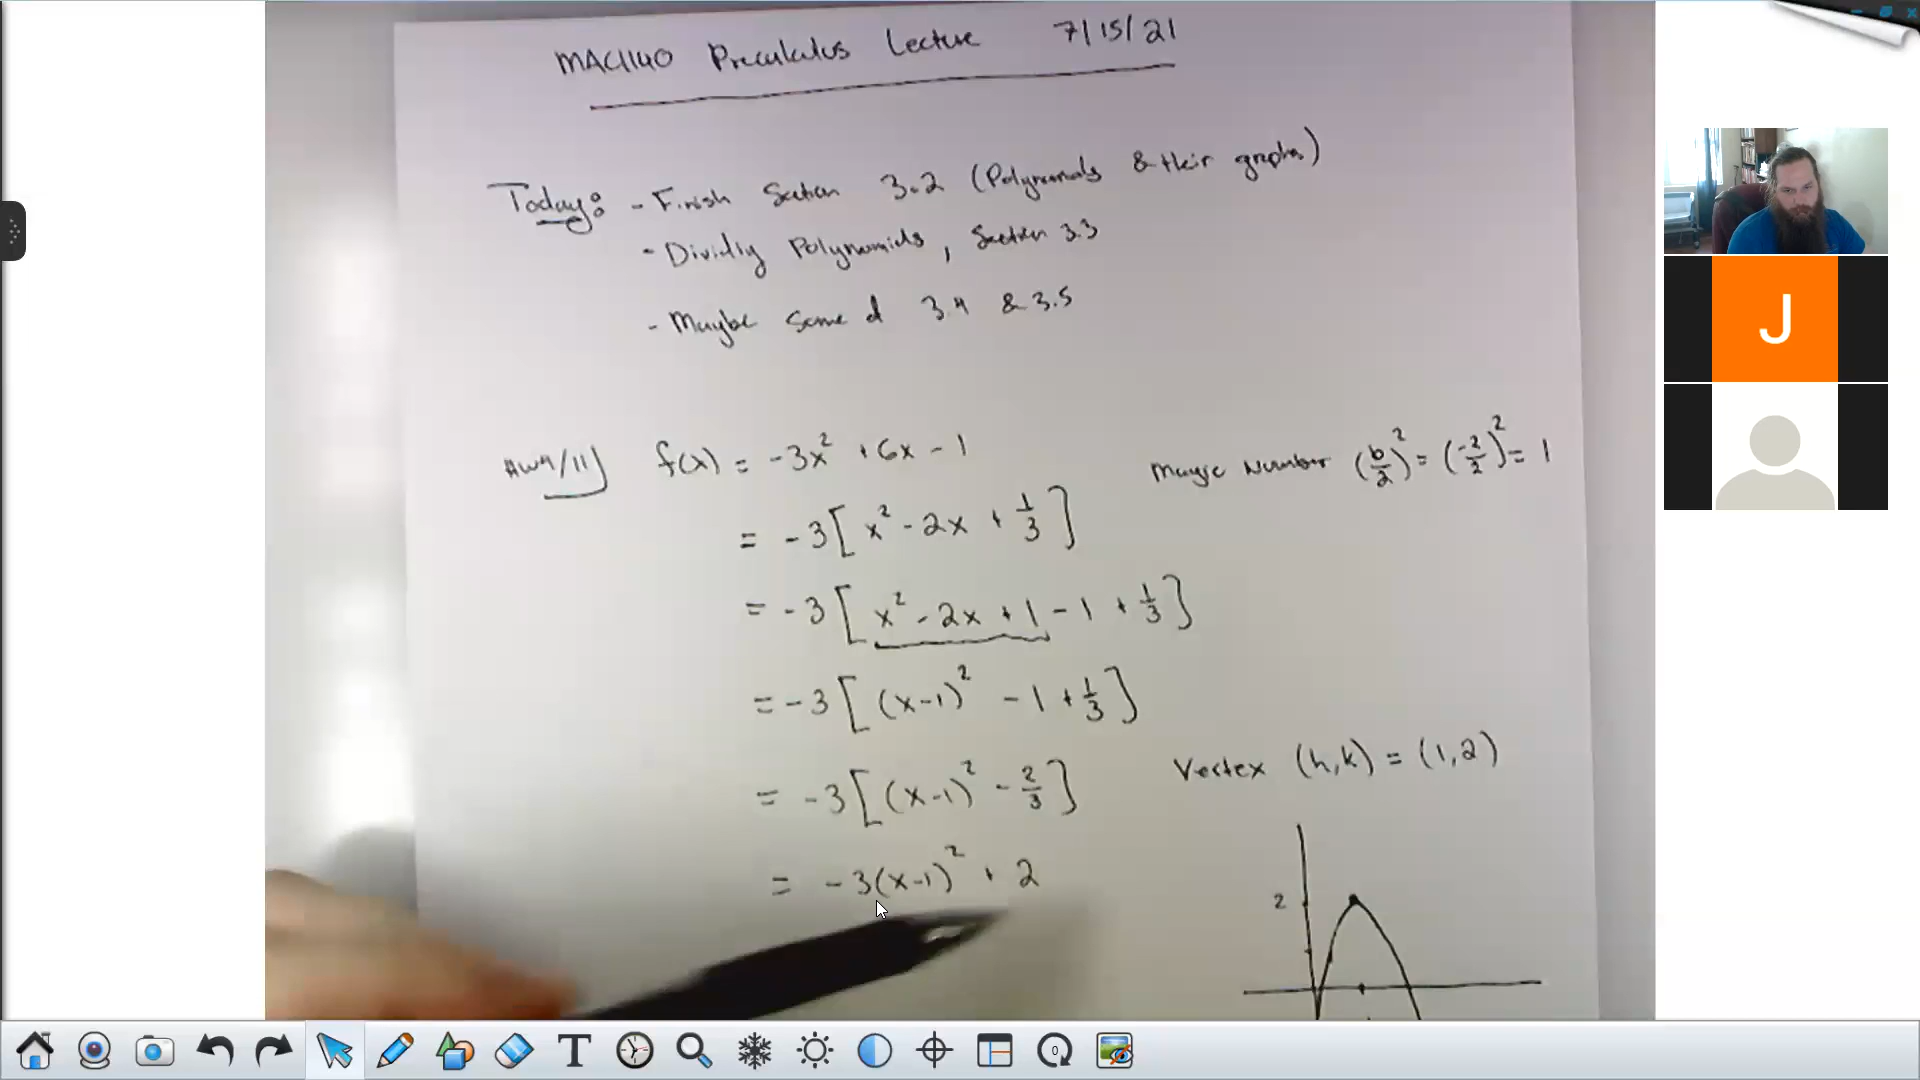 MAC1140 Precalculus Lecture 7/15/21
Today: - Finish Section 3.2 (Polynomials & their graphs)
- Dividing Polynomials, Section 3.3
- Maybe some of 3.4 & 3.5
HW4/11) f(x) = -3x² + 6x - 1
Magic Number (b/2)² = (-2/2)² = 1
= -3[x² - 2x + 1/3]
= -3[x² - 2x + 1 - 1 + 1/3]
= -3[(x-1)² - 1 + 1/3]
= -3[(x-1)² - 2/3]
Vertex (h,k) = (1,2)
= -3(x-1)² + 2
2
J
T
0